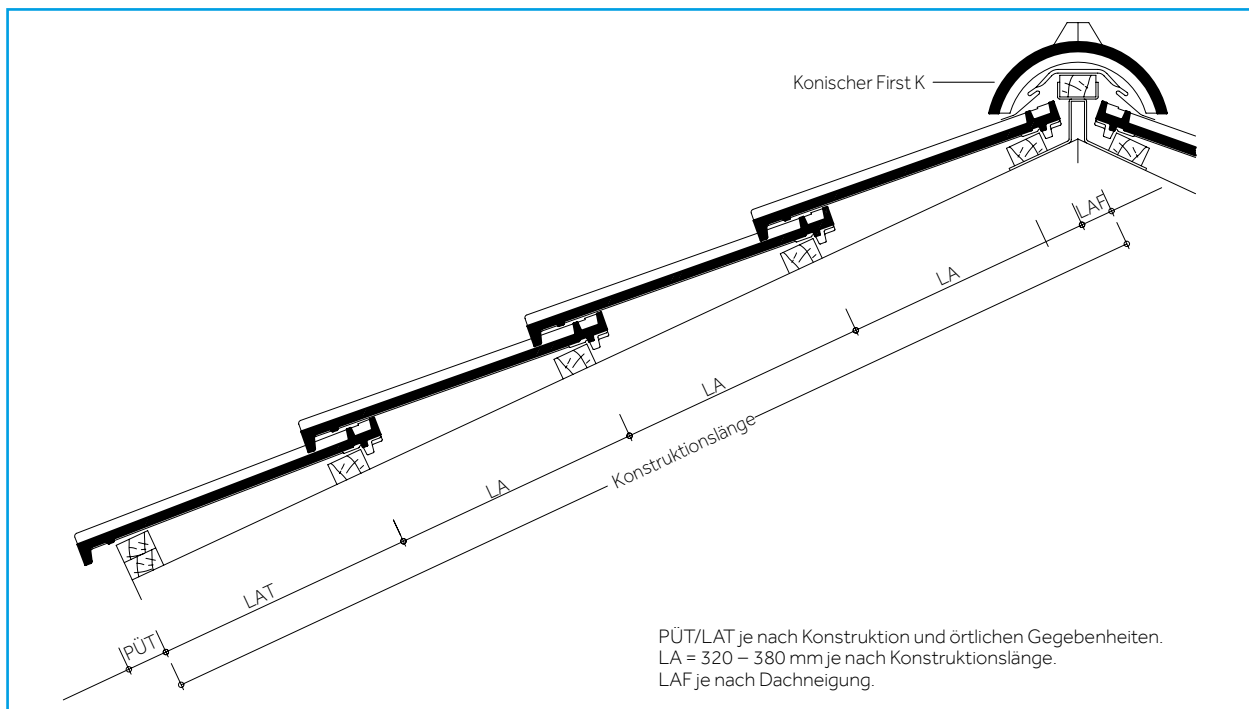 Konischer First K
LAF
LA
LA
Konstruktionslänge
LA
LAT
PÜT
PÜT/LAT je nach Konstruktion und örtlichen Gegebenheiten.
LA = 320 – 380 mm je nach Konstruktionslänge.
LAF je nach Dachneigung.